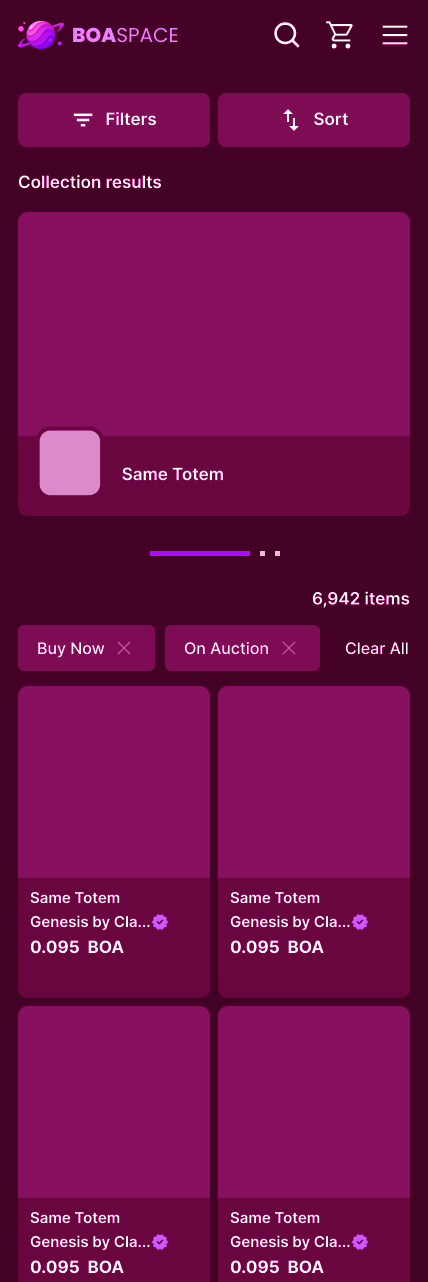 BOASPACE
Filters
Sort
Collection results
Same Totem
6,942 items
Buy Now
On Auction
Clear All
Same Totem
Genesis by Cla...
0.095 BOA
Same Totem
Genesis by Cla...
0.095 BOA
Same Totem
Genesis by Cla...
0.095 BOA
Same Totem
Genesis by Cla...
0.095 BOA